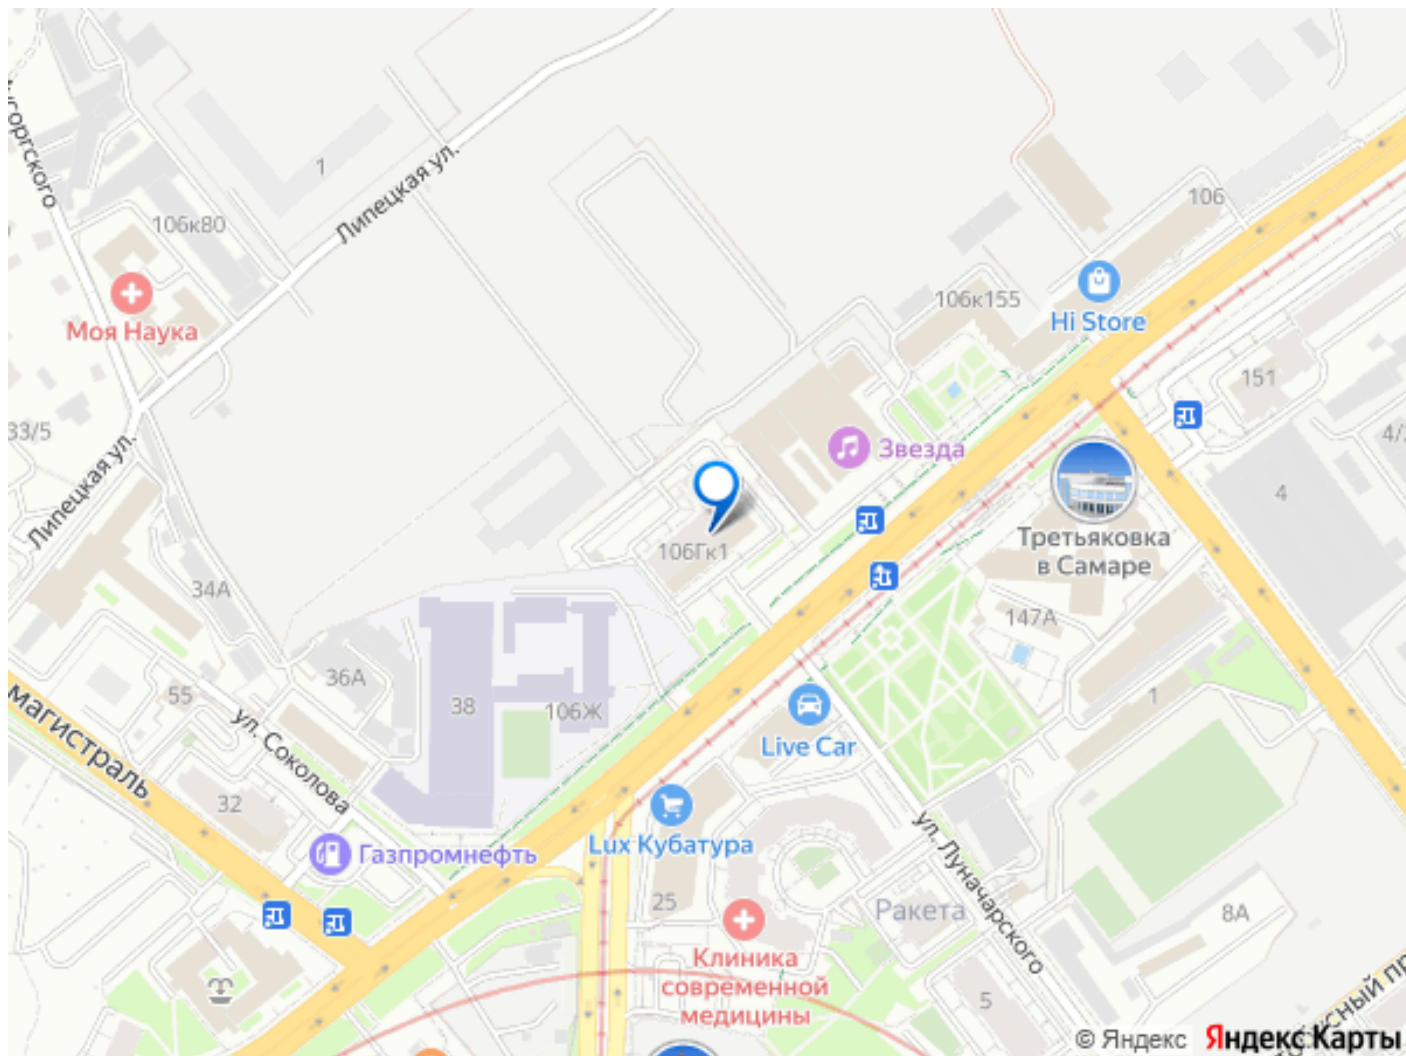 106
106к80
Липецкая ул.
1
106к155
Hi Store
Моя Наука
151
33/5
Звезда
4
Липецкая ул.
106Гк1
Третьяковка
в Самаре
34А
147А
36А
55
38
106Ж
1
магистраль
ул. Соколова
Live Car
32
Lux Кубатура
Газпромнефть
ул. Луначарского
25
Ракета
8А
Клиника
современной
медицины
5
© Яндекс Яндекс Карты